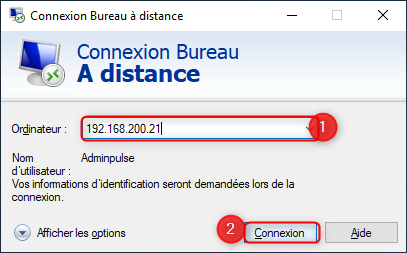 Connexion Bureau à distance
Connexion Bureau
A distance
Ordinateur :
192.168.200.21
1
Nom d'utilisateur :
Adminpulse
Vos informations d'identification seront demandées lors de la
connexion.
Afficher les options
2
Connexion
Aide